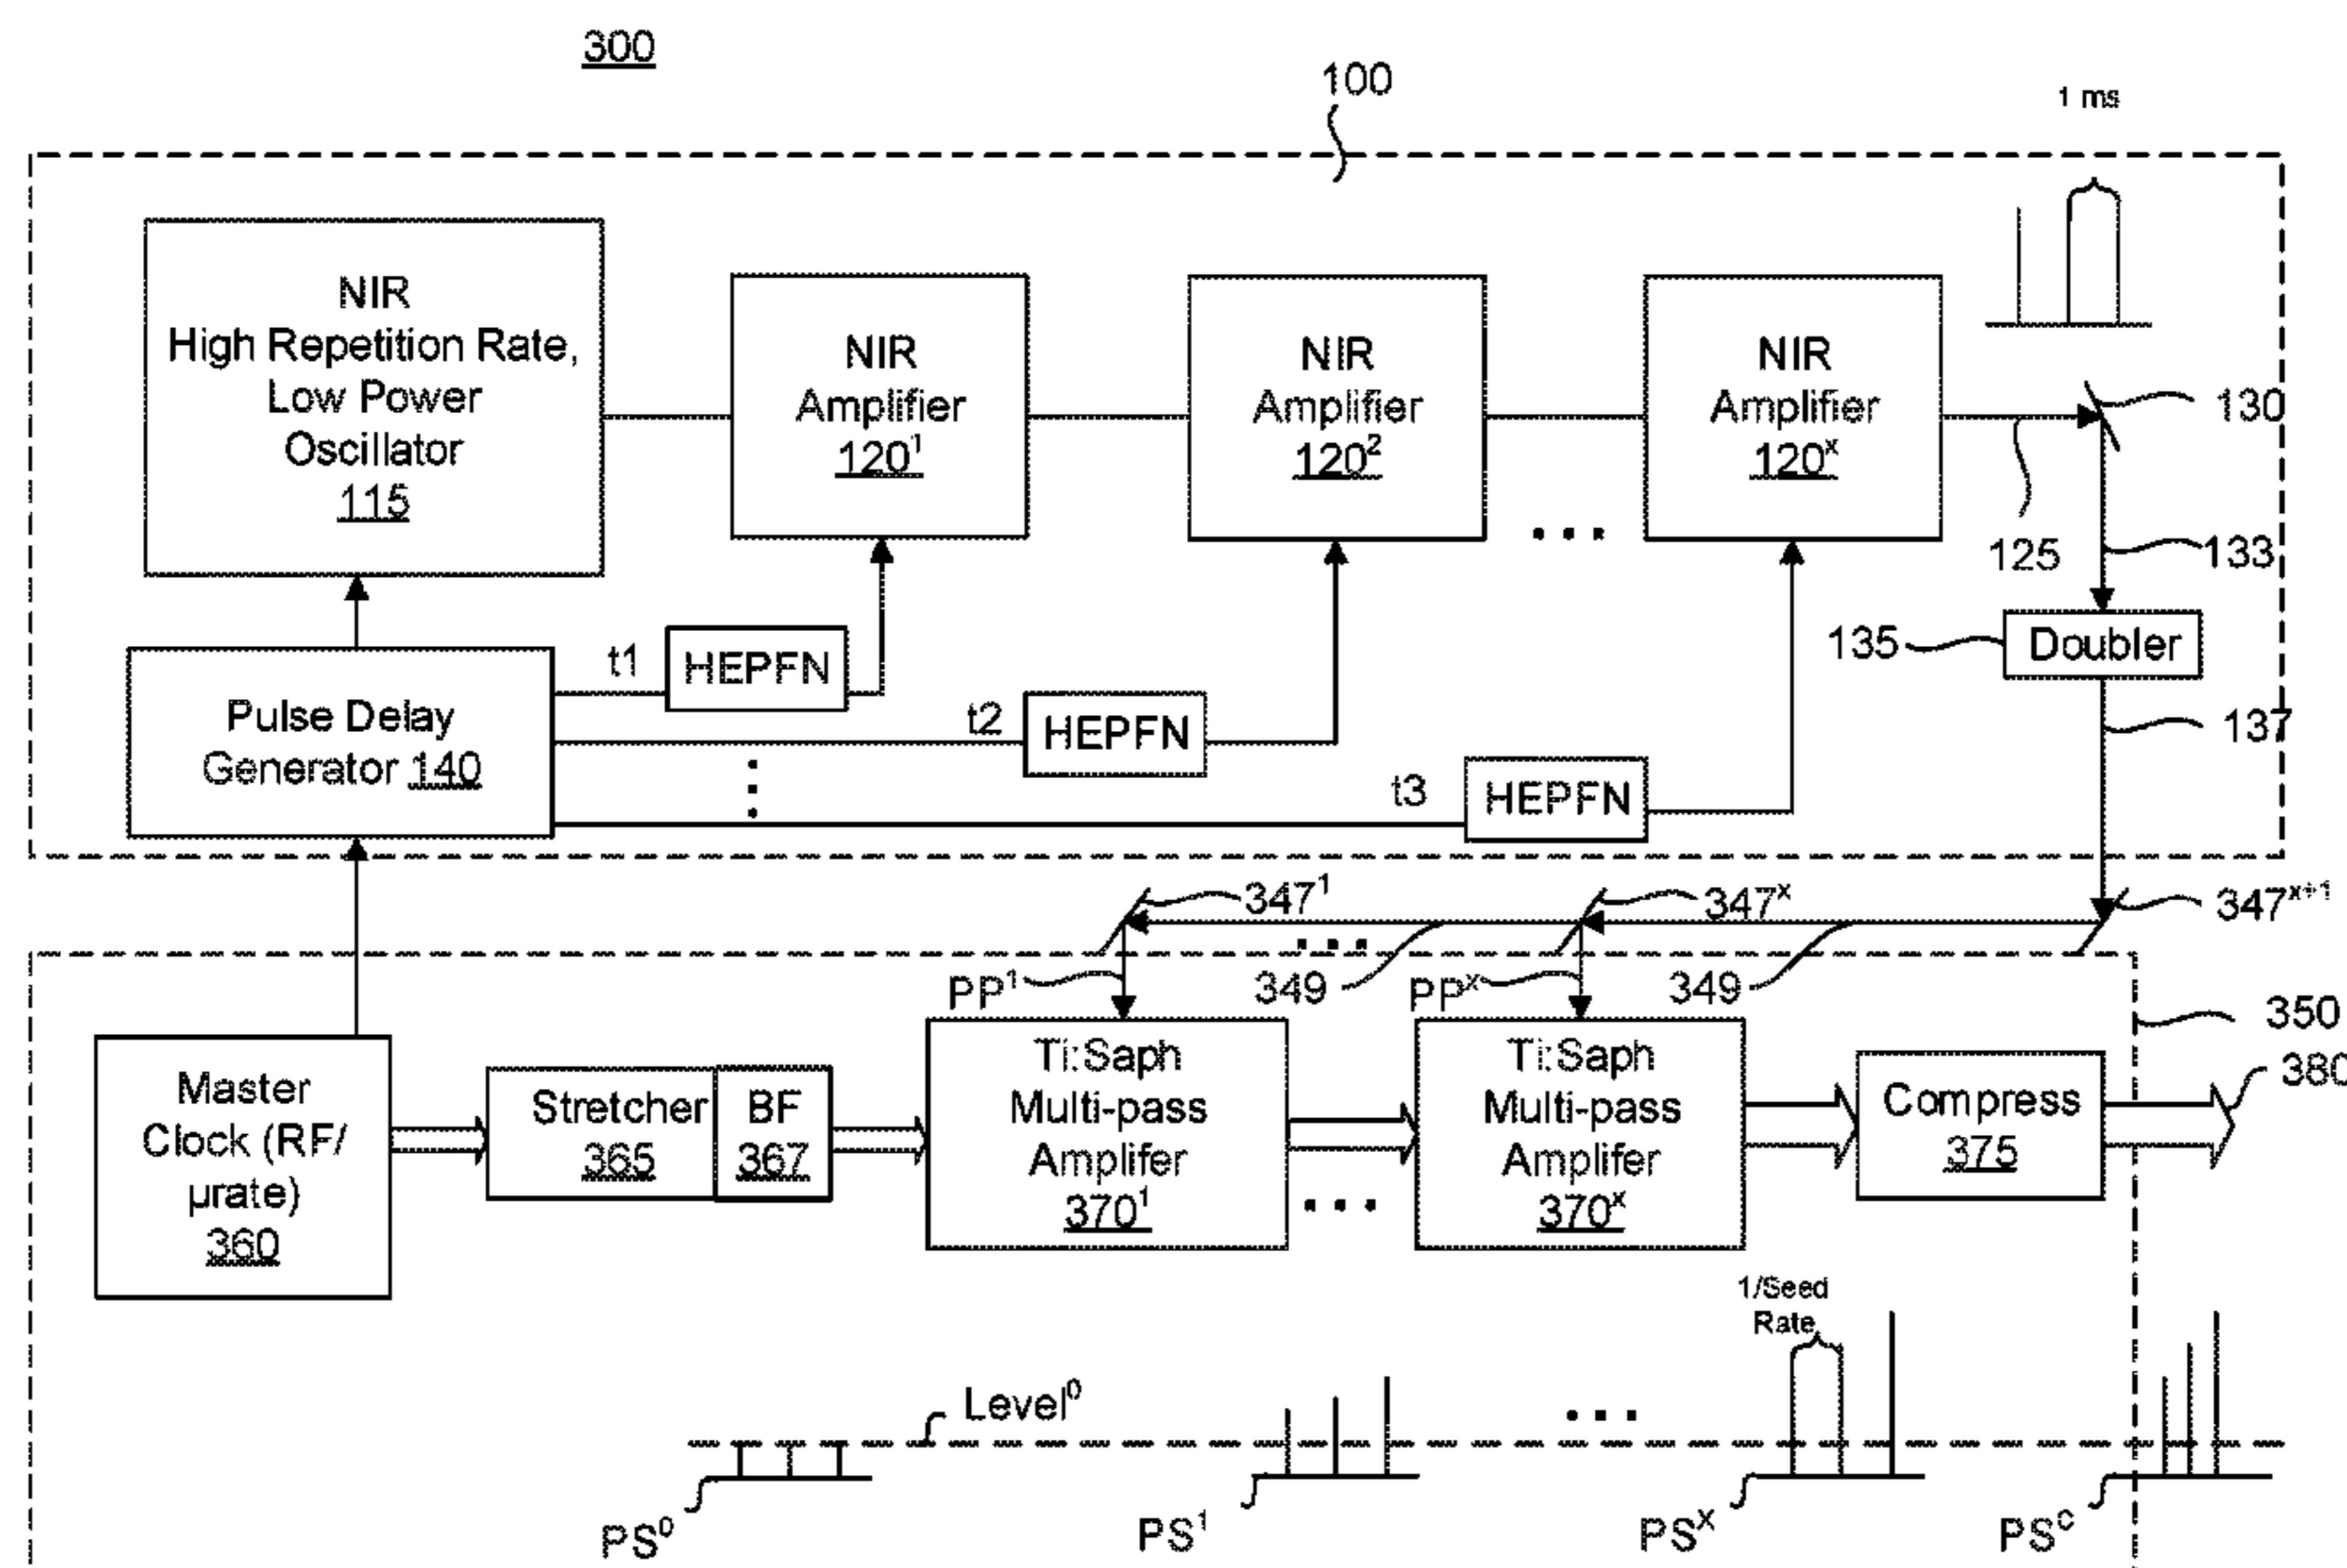 300
100
1 ms
NIR
High Repetition Rate,
Low Power
Oscillator
115
NIR
Amplifier
120¹
NIR
Amplifier
120²
NIR
Amplifier
120ˣ
...
130
125
133
135
Doubler
137
Pulse Delay
Generator 140
t1
HEPFN
t2
HEPFN
t3
HEPFN
347¹
347ˣ
347ˣ⁺¹
...
PP¹
349
PPˣ
349
350
380
Master
Clock (RF/
µrate)
360
Stretcher
365
BF
367
Ti:Saph
Multi-pass
Amplifer
370¹
...
Ti:Saph
Multi-pass
Amplifer
370ˣ
Compress
375
1/Seed
Rate
Level⁰
...
PS⁰
PS¹
PSˣ
PSᶜ